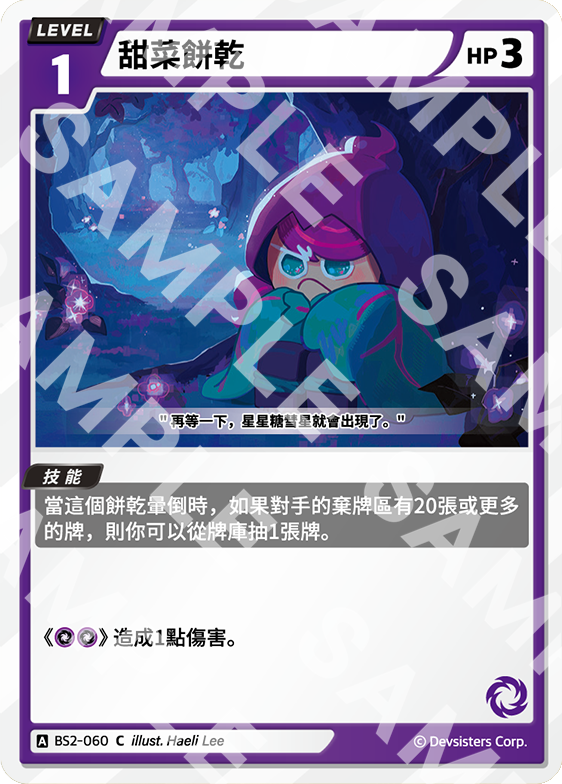 LEVEL
1
甜菜餅乾
HP 3
"再等一下，星星糖彗星就會出現了。"
技能
當這個餅乾暈倒時，如果對手的棄牌區有20張或更多
的牌，則你可以從牌庫抽1張牌。
《》造成1點傷害。
A BS2-060 C illust. Haeli Lee
© Devsisters Corp.
SAMPLE SAMPLE SAMPLE SAMPLE